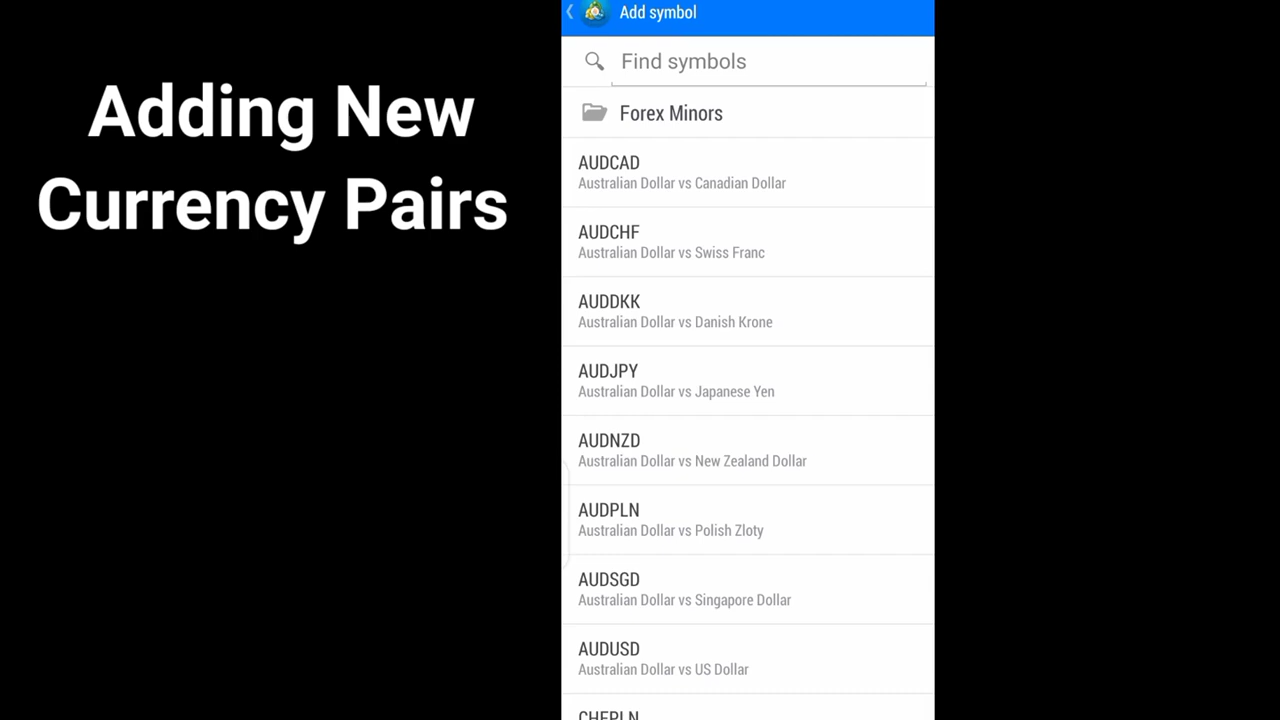 Adding New
Currency Pairs
Add symbol
Find symbols
Forex Minors
AUDCAD
Australian Dollar vs Canadian Dollar
AUDCHF
Australian Dollar vs Swiss Franc
AUDDKK
Australian Dollar vs Danish Krone
AUDJPY
Australian Dollar vs Japanese Yen
AUDNZD
Australian Dollar vs New Zealand Dollar
AUDPLN
Australian Dollar vs Polish Zloty
AUDSGD
Australian Dollar vs Singapore Dollar
AUDUSD
Australian Dollar vs US Dollar
CHFPLN